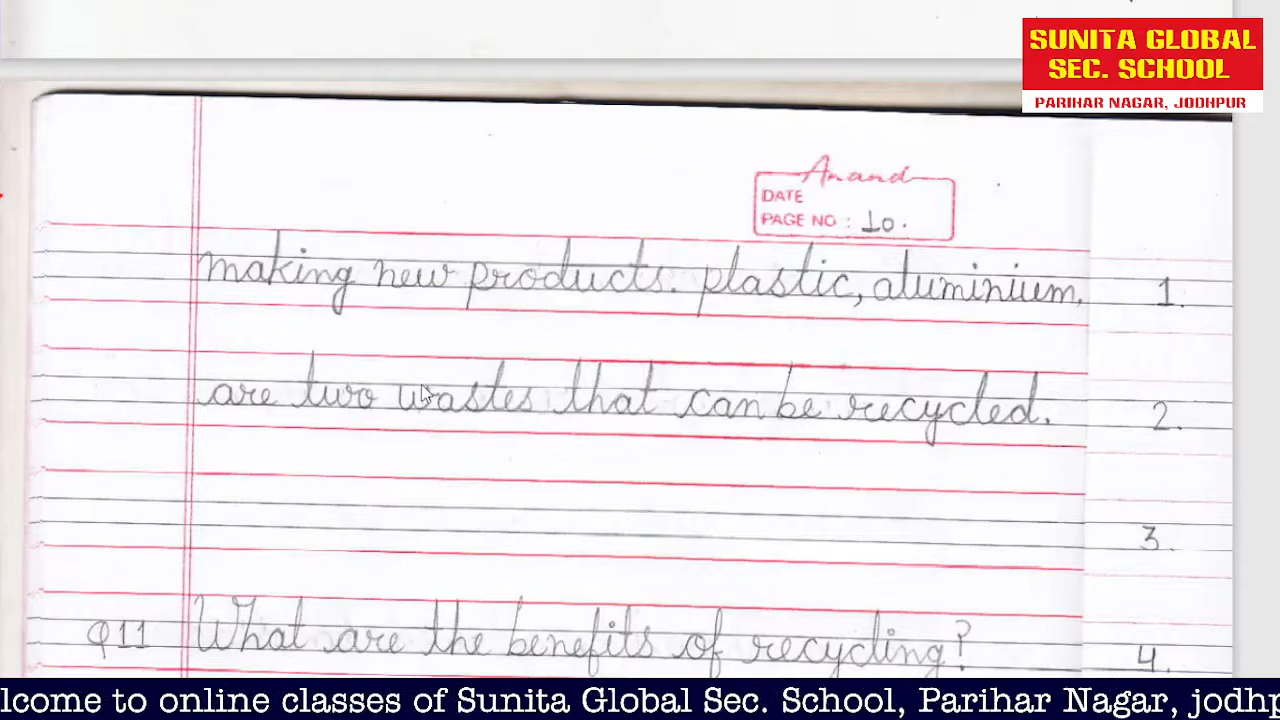 SUNITA GLOBAL
SEC. SCHOOL
PARIHAR NAGAR, JODHPUR
Anand
DATE
PAGE NO : 10.
making new products. plastic, aluminium, 1.
are two wastes that can be recycled. 2.
3.
Q11 What are the benefits of recycling? 4.
lcome to online classes of Sunita Global Sec. School, Parihar Nagar, jodhp